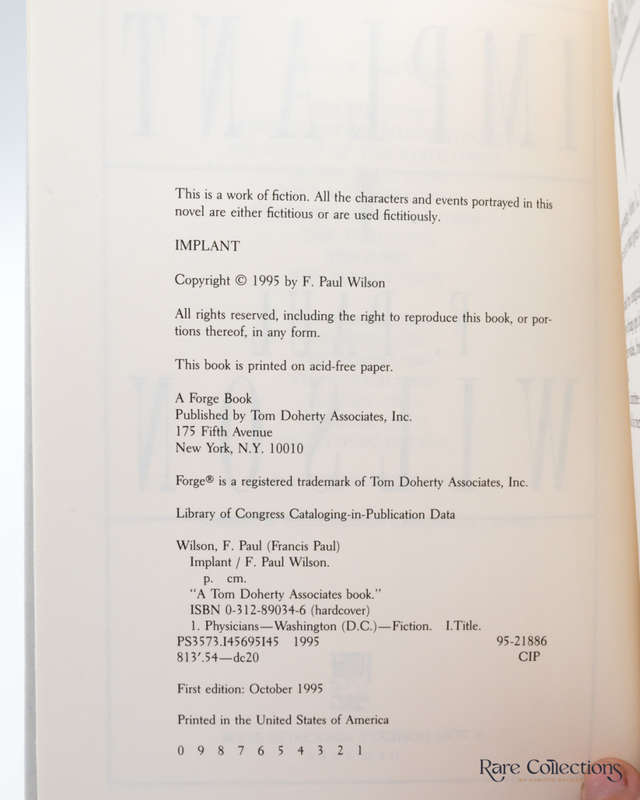 This is a work of fiction. All the characters and events portrayed in this
novel are either fictitious or are used fictitiously.
IMPLANT
Copyright © 1995 by F. Paul Wilson
All rights reserved, including the right to reproduce this book, or por-
tions thereof, in any form.
This book is printed on acid-free paper.
A Forge Book
Published by Tom Doherty Associates, Inc.
175 Fifth Avenue
New York, N.Y. 10010
Forge® is a registered trademark of Tom Doherty Associates, Inc.
Library of Congress Cataloging-in-Publication Data
Wilson, F. Paul (Francis Paul)
Implant / F. Paul Wilson.
p. cm.
"A Tom Doherty Associates book."
ISBN 0-312-89034-6 (hardcover)
1. Physicians—Washington (D.C.)—Fiction. I.Title.
PS3573.I45695I45 1995 95-21886
813'.54—dc20 CIP
First edition: October 1995
Printed in the United States of America
0 9 8 7 6 5 4 3 2 1
Rare Collections